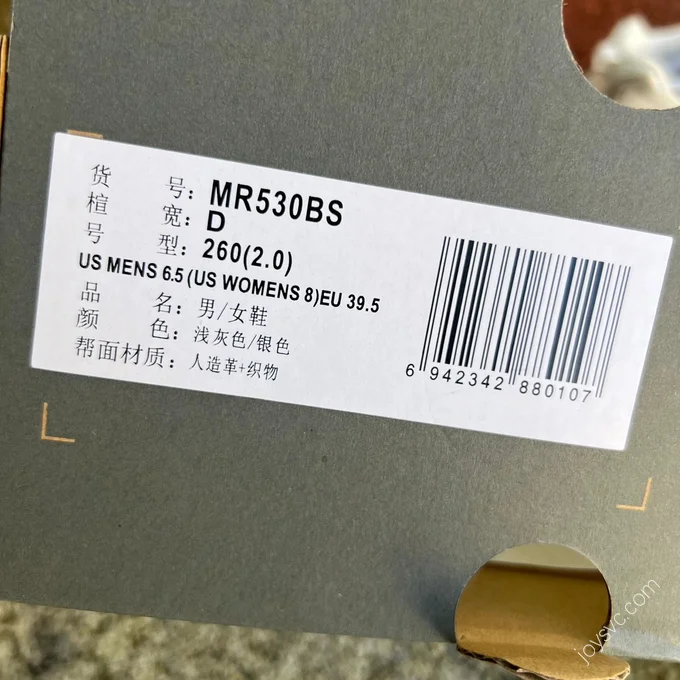 货号: MR530BS
楦宽: D
号型: 260(2.0)
US MENS 6.5 (US WOMENS 8)EU 39.5
品名: 男/女鞋
颜色: 浅灰色/银色
帮面材质: 人造革+织物
6 942342 880107
joysvc.com